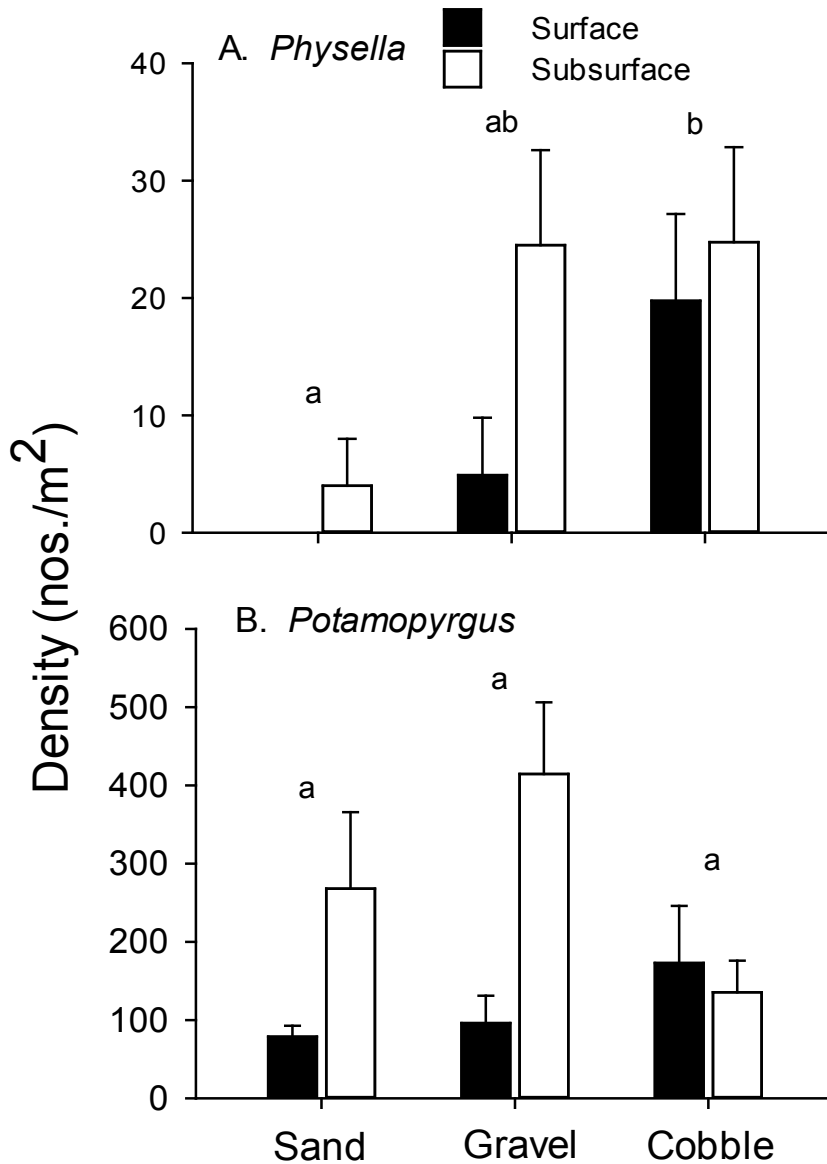 A. Physella
Surface
Subsurface
40
30
20
10
0
a
ab
b
Density (nos./m²)
B. Potamopyrgus
600
500
400
300
200
100
0
a
a
a
Sand Gravel Cobble